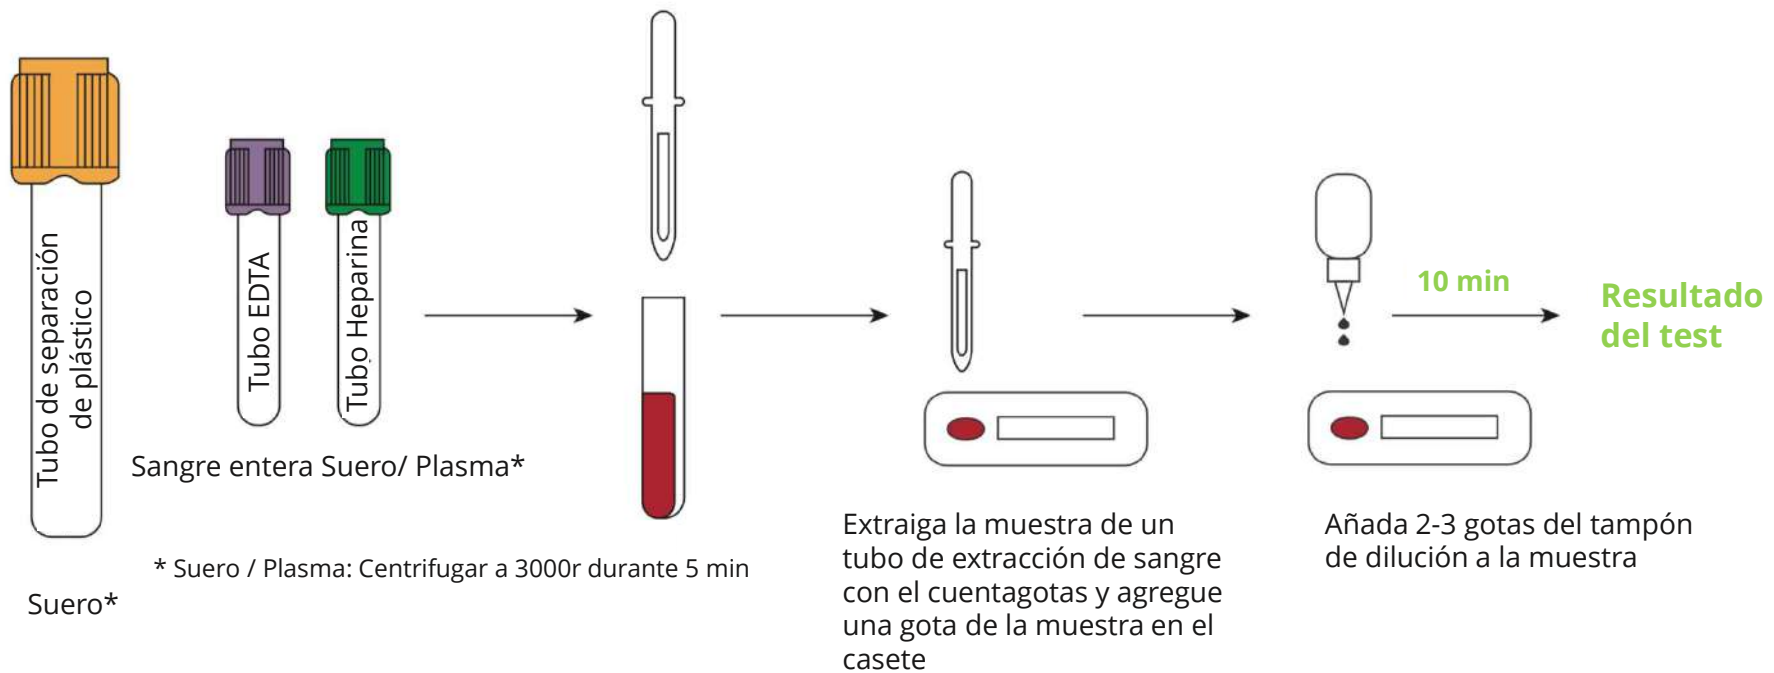 Tubo de separación
de plástico
Tubo EDTA
Tubo Heparina
Sangre entera Suero/ Plasma*
* Suero / Plasma: Centrifugar a 3000r durante 5 min
Suero*
Extraiga la muestra de un
tubo de extracción de sangre
con el cuentagotas y agregue
una gota de la muestra en el
casete
Añada 2-3 gotas del tampón
de dilución a la muestra
10 min
Resultado
del test